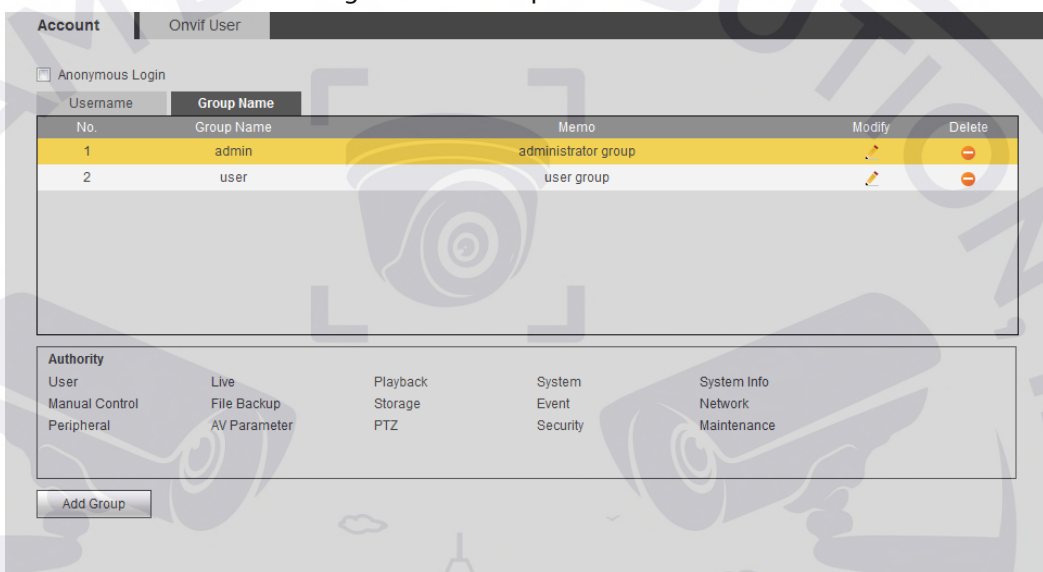 Account Onvif User
Anonymous Login
Username Group Name
No. Group Name Memo Modify Delete
1 admin administrator group
2 user user group
Authority
User Live Playback System System Info
Manual Control File Backup Storage Event Network
Peripheral AV Parameter PTZ Security Maintenance
Add Group